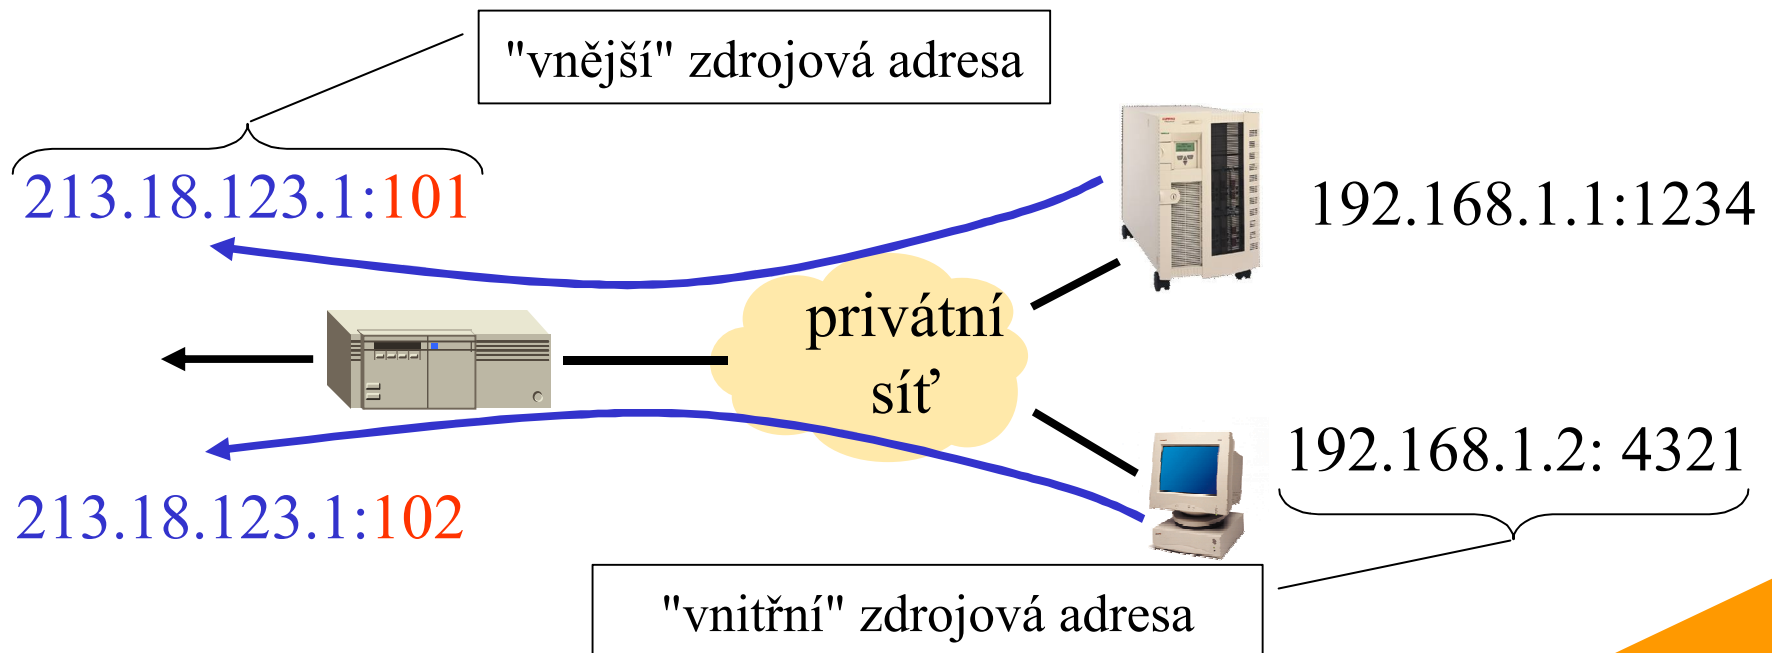 "vnější" zdrojová adresa
213.18.123.1:101
192.168.1.1:1234
privátní
síť
192.168.1.2: 4321
213.18.123.1:102
"vnitřní" zdrojová adresa